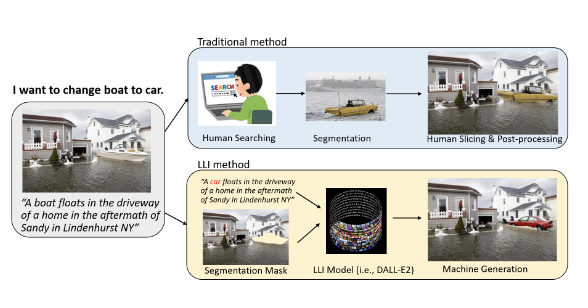 Traditional method
I want to change boat to car.
SEARCH
Human Searching
Segmentation
Human Slicing & Post-processing
"A boat floats in the driveway
of a home in the aftermath of
Sandy in Lindenhurst NY"
LLI method
"A car floats in the driveway
of a home in the aftermath
of Sandy in Lindenhurst NY"
Segmentation Mask
LLI Model (i.e., DALL-E2)
Machine Generation